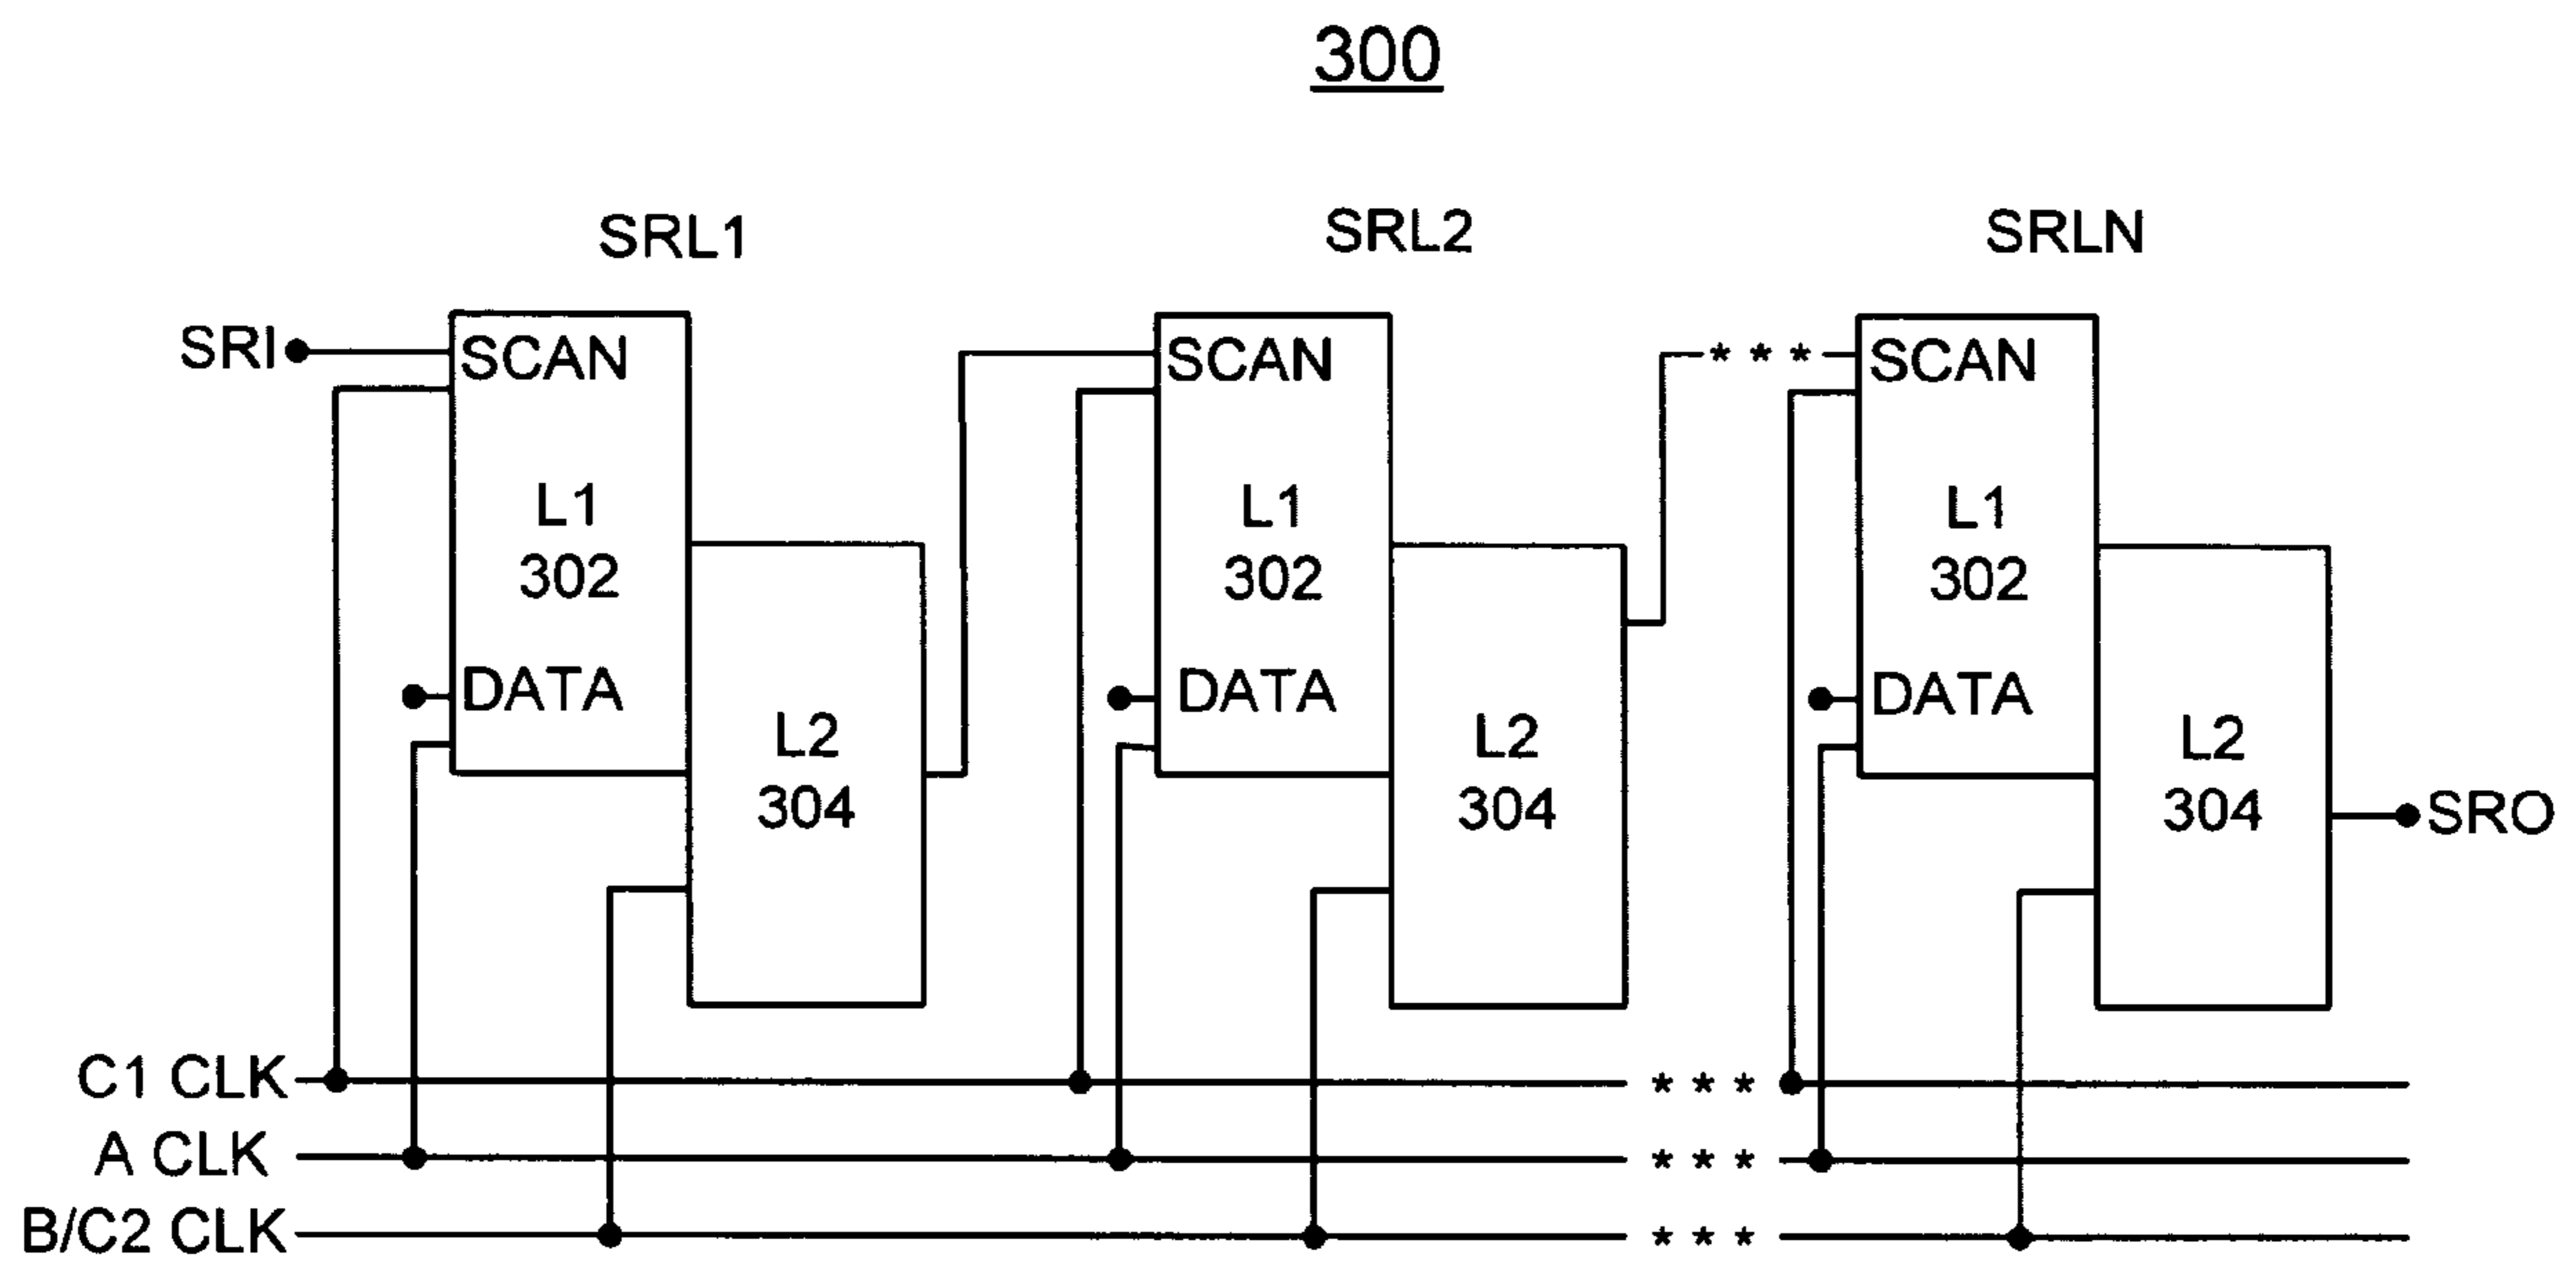 300
SRL1
SRL2
SRLN
SRI
SCAN
L1
302
DATA
L2
304
SCAN
L1
302
DATA
L2
304
* * *
SCAN
L1
302
DATA
L2
304
SRO
C1 CLK
* * *
A CLK
* * *
B/C2 CLK
* * *